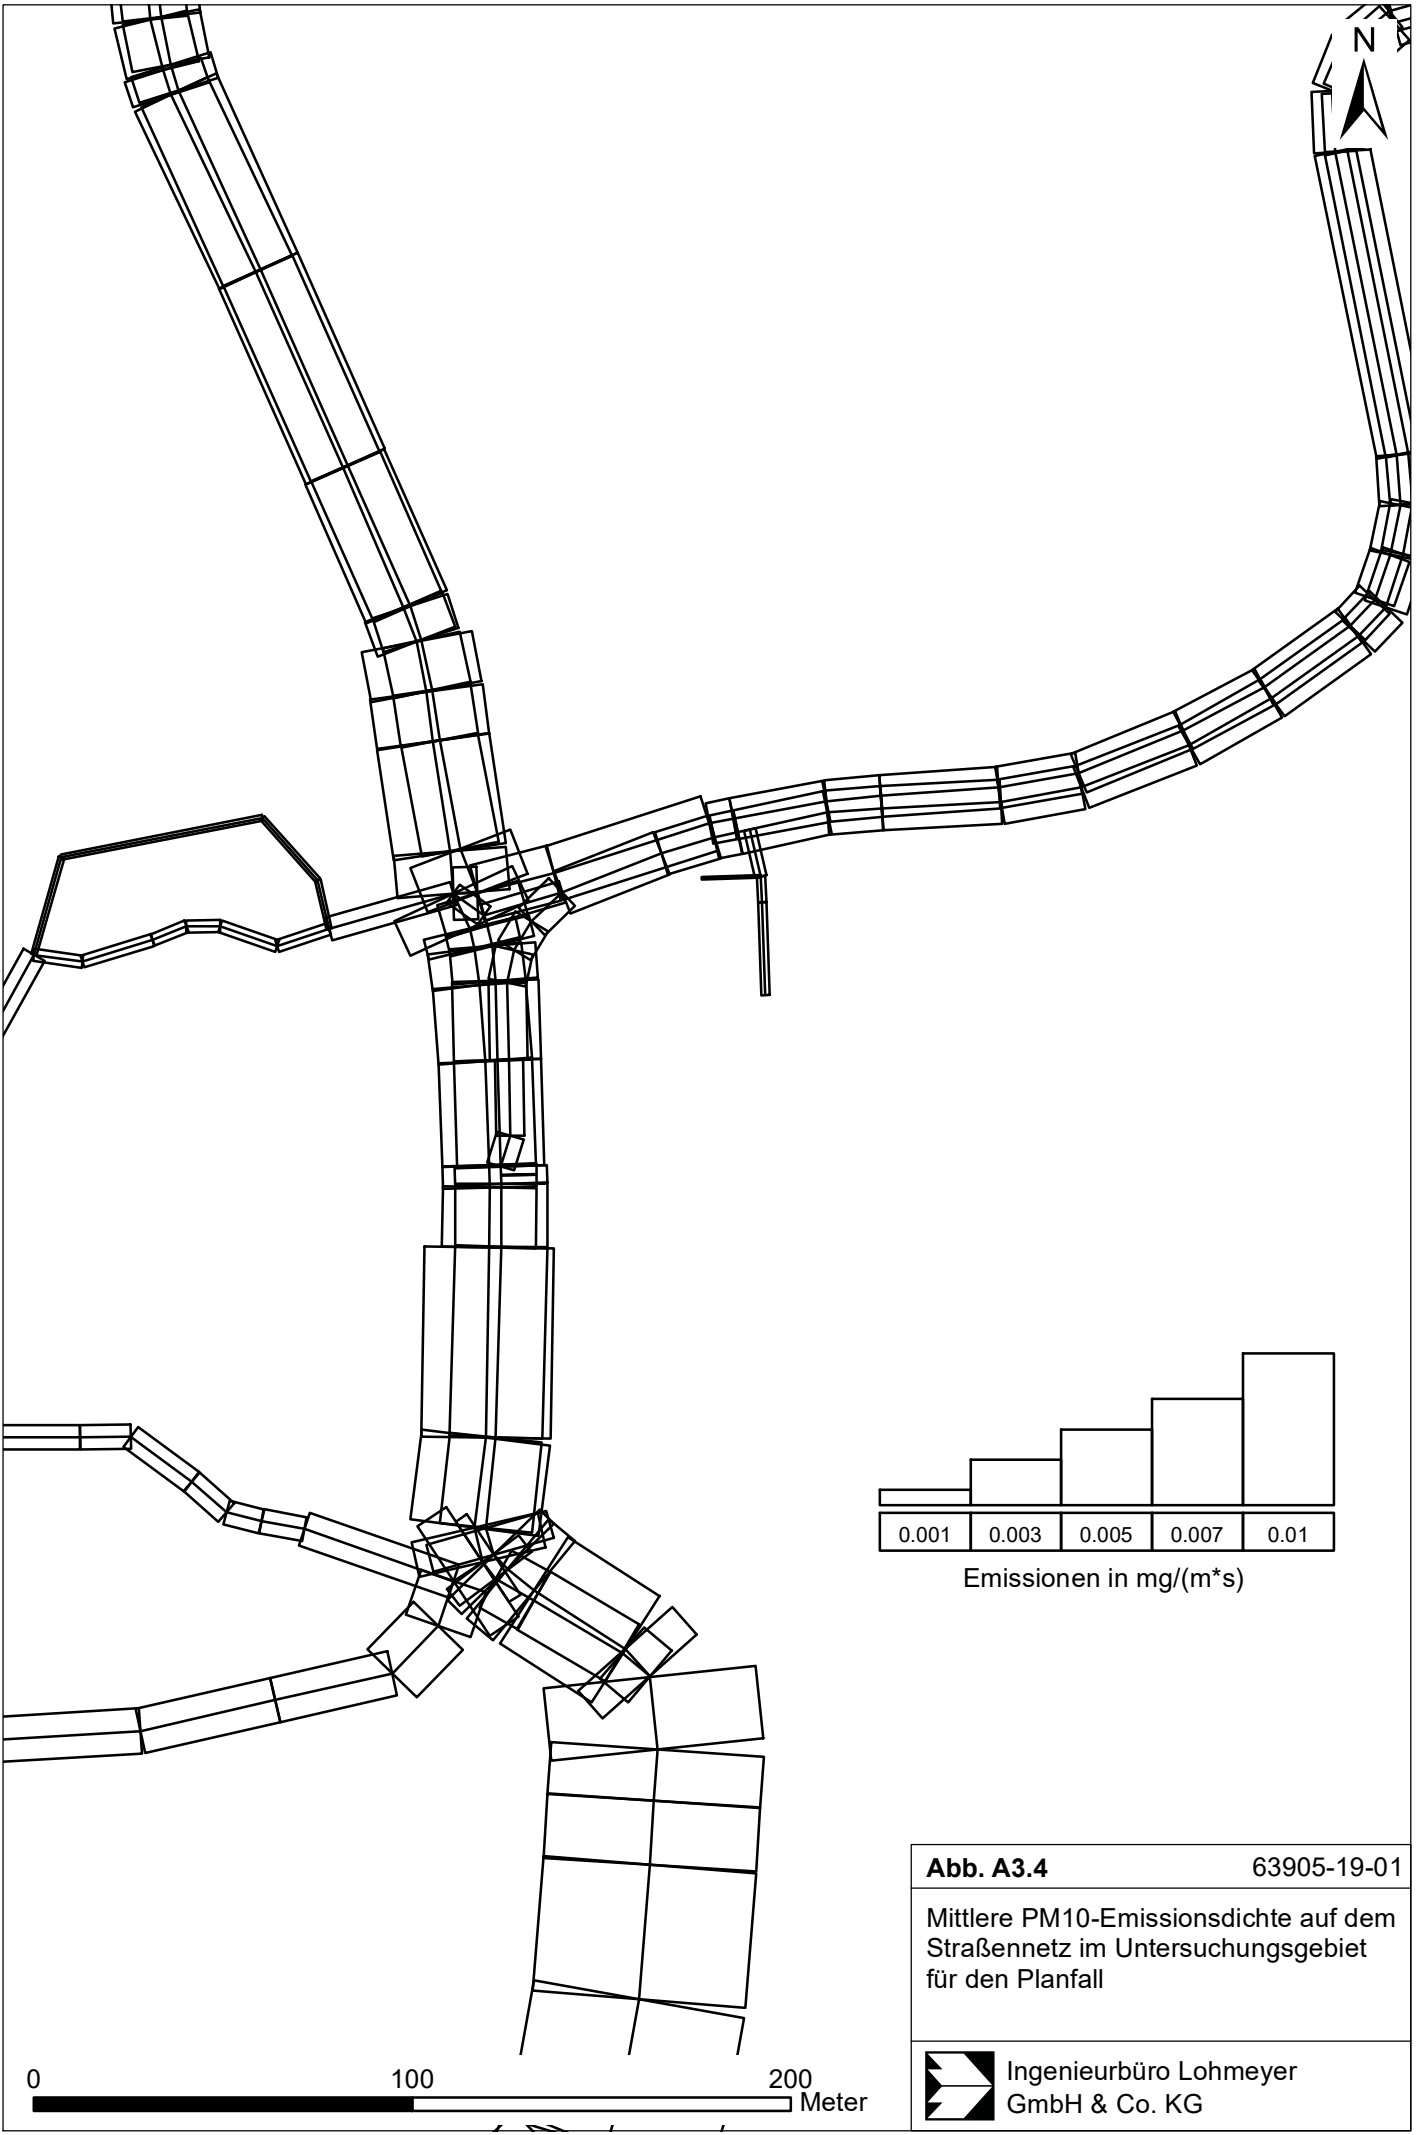 N
0.001 0.003 0.005 0.007 0.01
Emissionen in mg/(m*s)
Abb. A3.4 63905-19-01
Mittlere PM10-Emissionsdichte auf dem
Straßennetz im Untersuchungsgebiet
für den Planfall
Ingenieurbüro Lohmeyer
GmbH & Co. KG
0 100 200
Meter